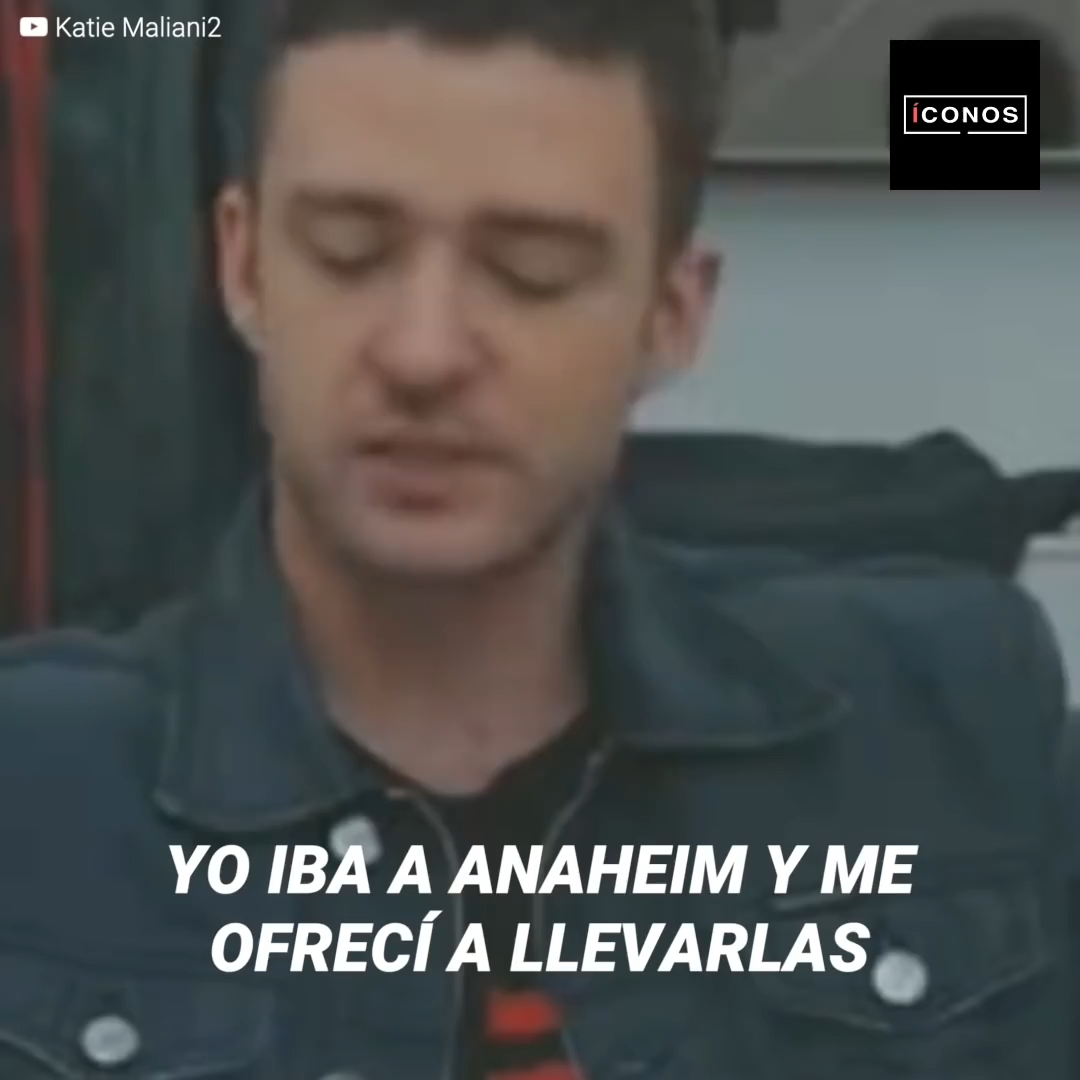 Katie Maliani2
ÍCONOS
YO IBA A ANAHEIM Y ME
OFRECÍ A LLEVARLAS